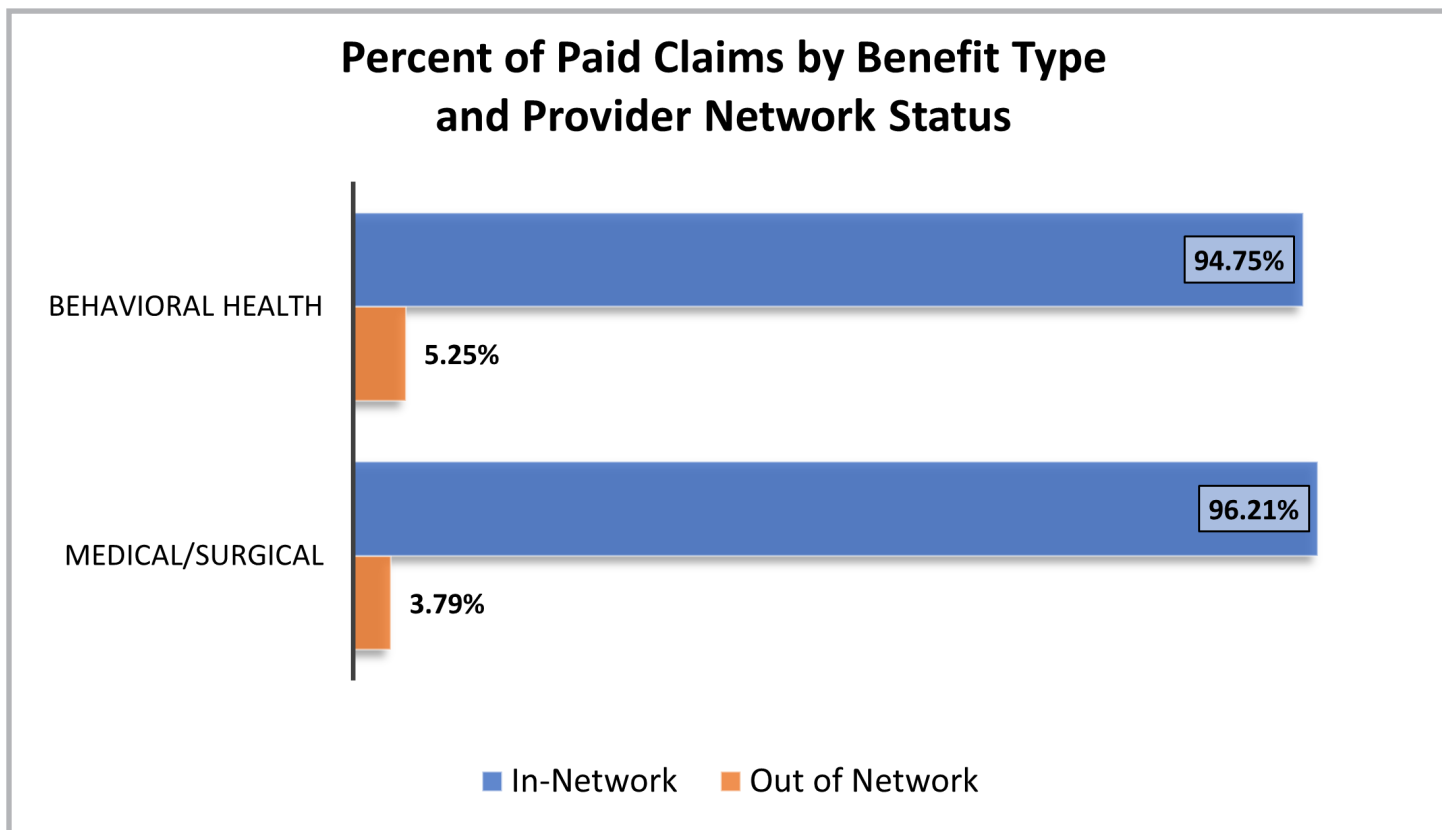 Percent of Paid Claims by Benefit Type
and Provider Network Status
BEHAVIORAL HEALTH
94.75%
5.25%
MEDICAL/SURGICAL
96.21%
3.79%
In-Network
Out of Network